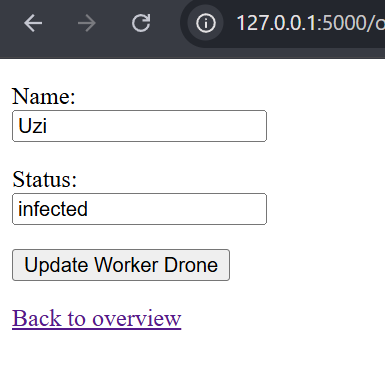 127.0.0.1:5000/o
Name:
Uzi
Status:
infected
Update Worker Drone
Back to overview